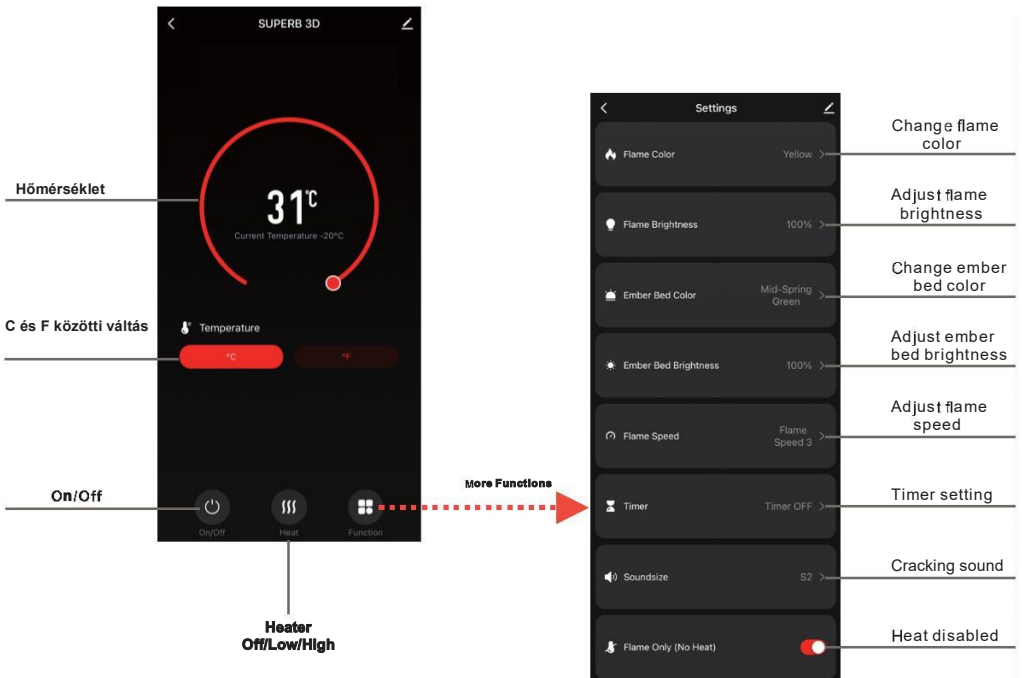 SUPERB 3D
Hőmérséklet
31°C
Current Temperature -20°C
C és F közötti váltás
Temperature
°C
°F
On/Off
On/Off
Heat
Function
Heater
Off/Low/High
More Functions
Settings
Flame Color
Yellow
Change flame
color
Flame Brightness
100%
Adjust flame
brightness
Ember Bed Color
Mid-Spring
Green
Change ember
bed color
Ember Bed Brightness
100%
Adjust ember
bed brightness
Flame Speed
Flame
Speed 3
Adjust flame
speed
Timer
Timer OFF
Timer setting
Soundsize
S2
Cracking sound
Flame Only (No Heat)
Heat disabled